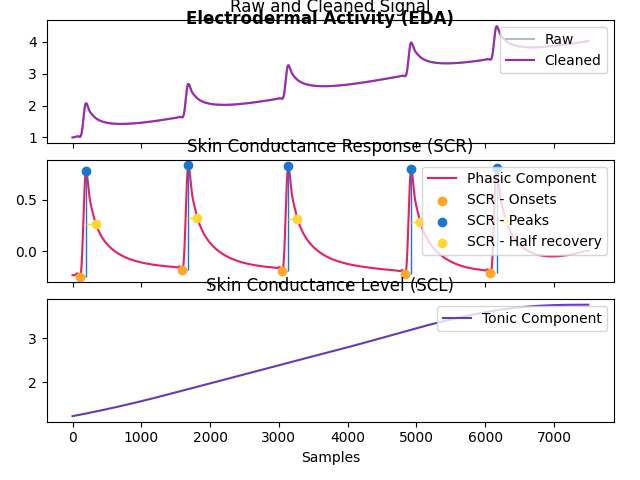 Raw and Cleaned Signal
Electrodermal Activity (EDA)
Raw
Cleaned
4
3
2
1
Skin Conductance Response (SCR)
Phasic Component
SCR - Onsets
SCR - Peaks
SCR - Half recovery
0.5
0.0
Skin Conductance Level (SCL)
Tonic Component
3
2
0 1000 2000 3000 4000 5000 6000 7000
Samples